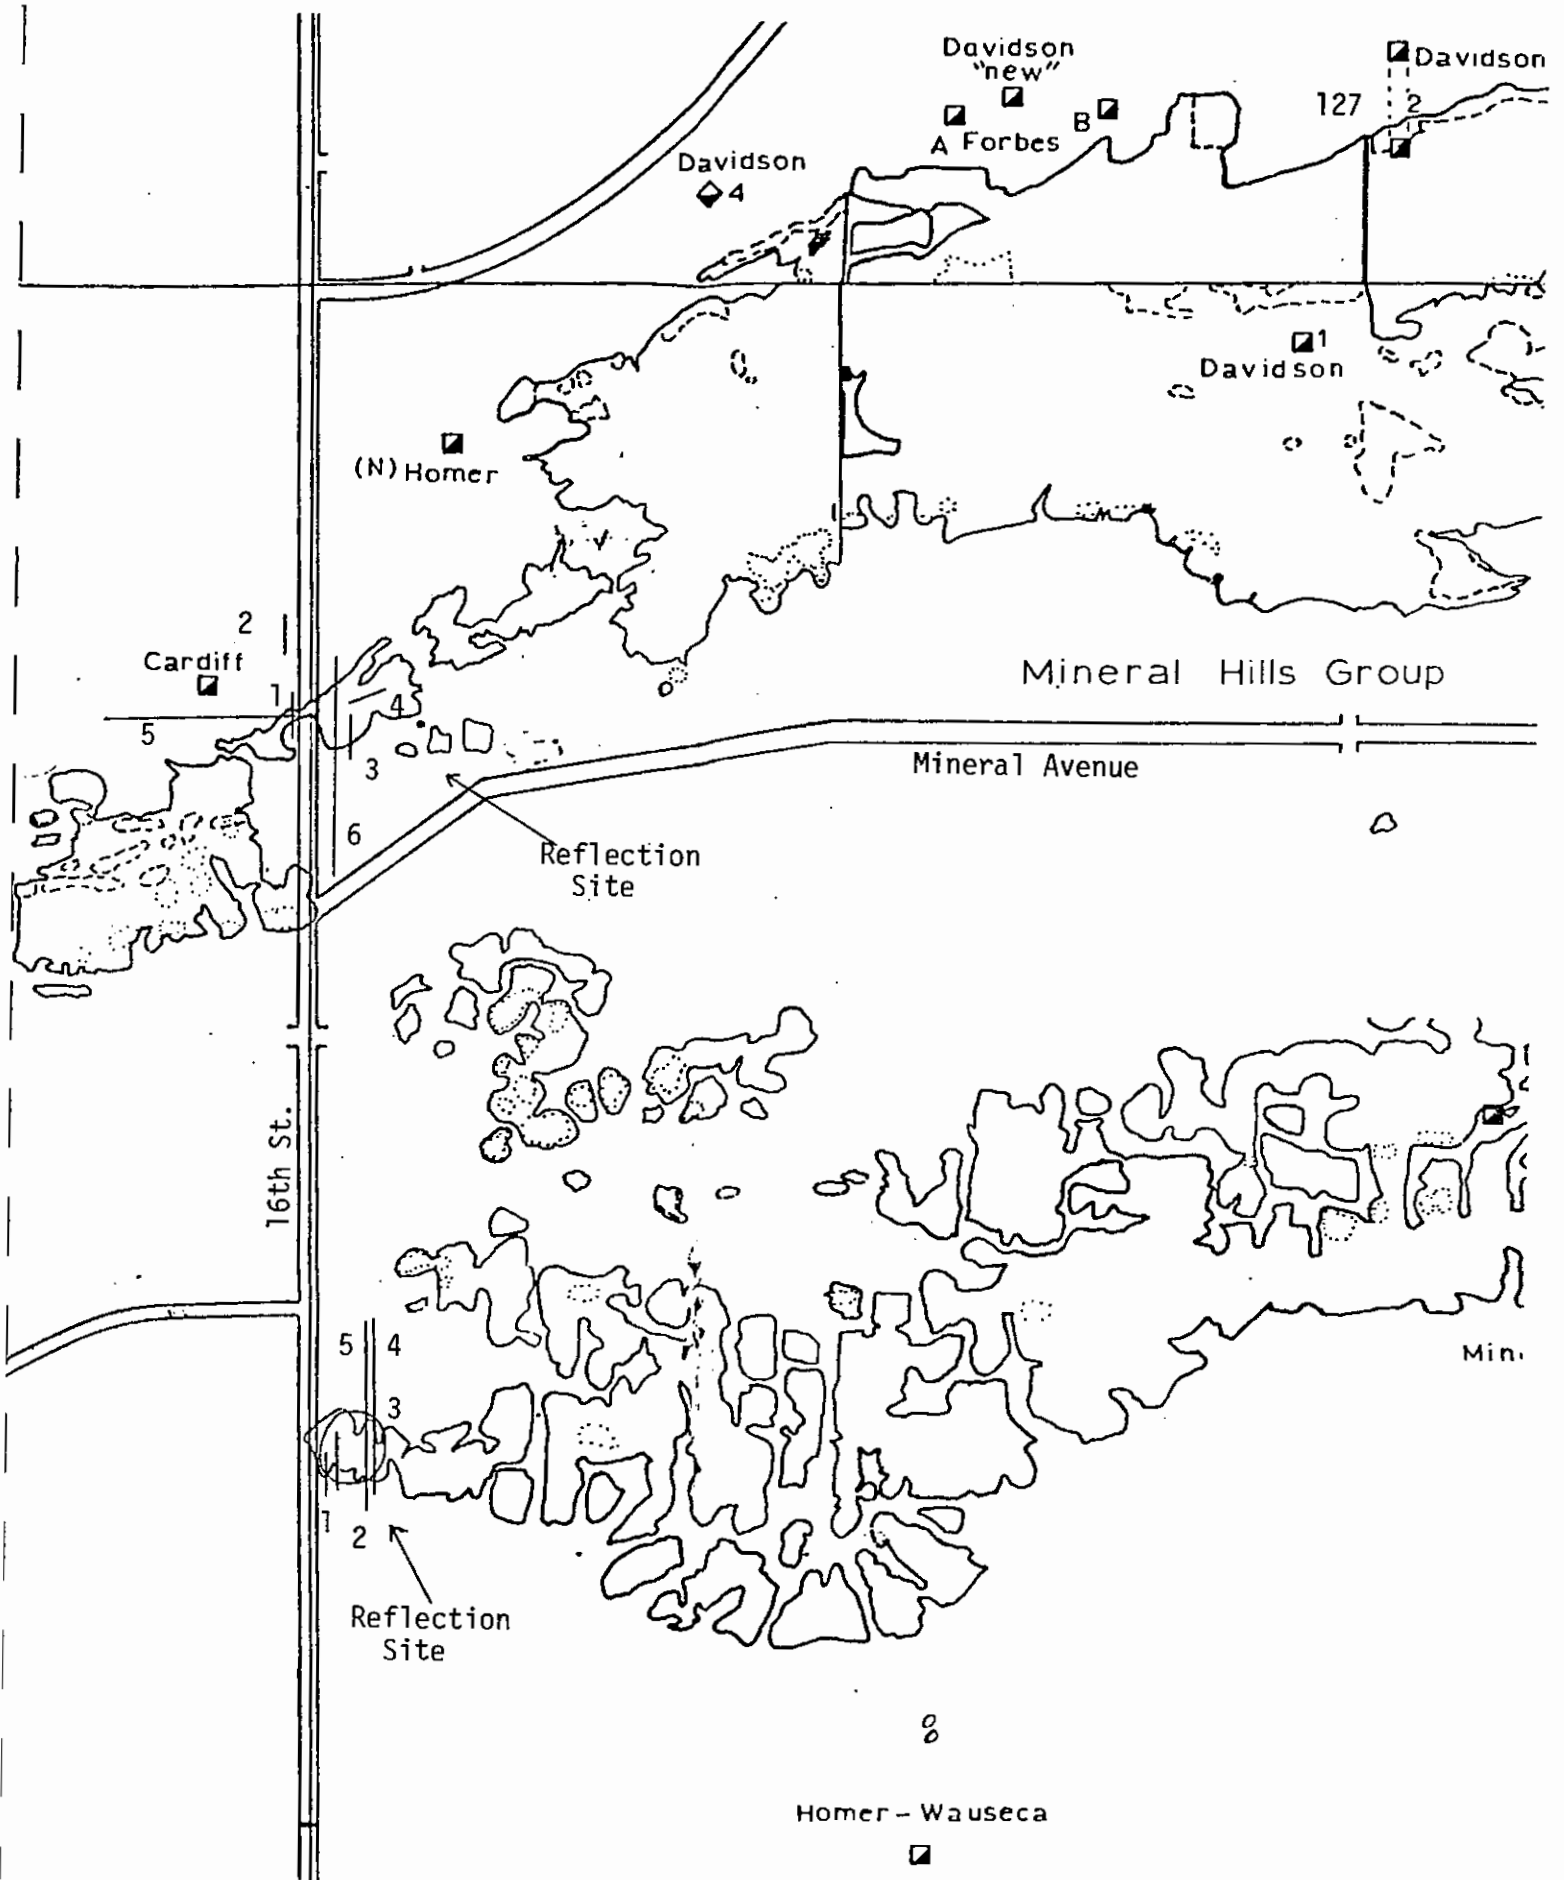 Davidson
"new"
Davidson
127
2
A Forbes
B
Davidson
4
1
Davidson
(N) Homer
2
Cardiff
1
4
5
3
Mineral Hills Group
Mineral Avenue
6
Reflection
Site
16th St.
5
4
3
1
2
Reflection
Site
Homer-Wauseca